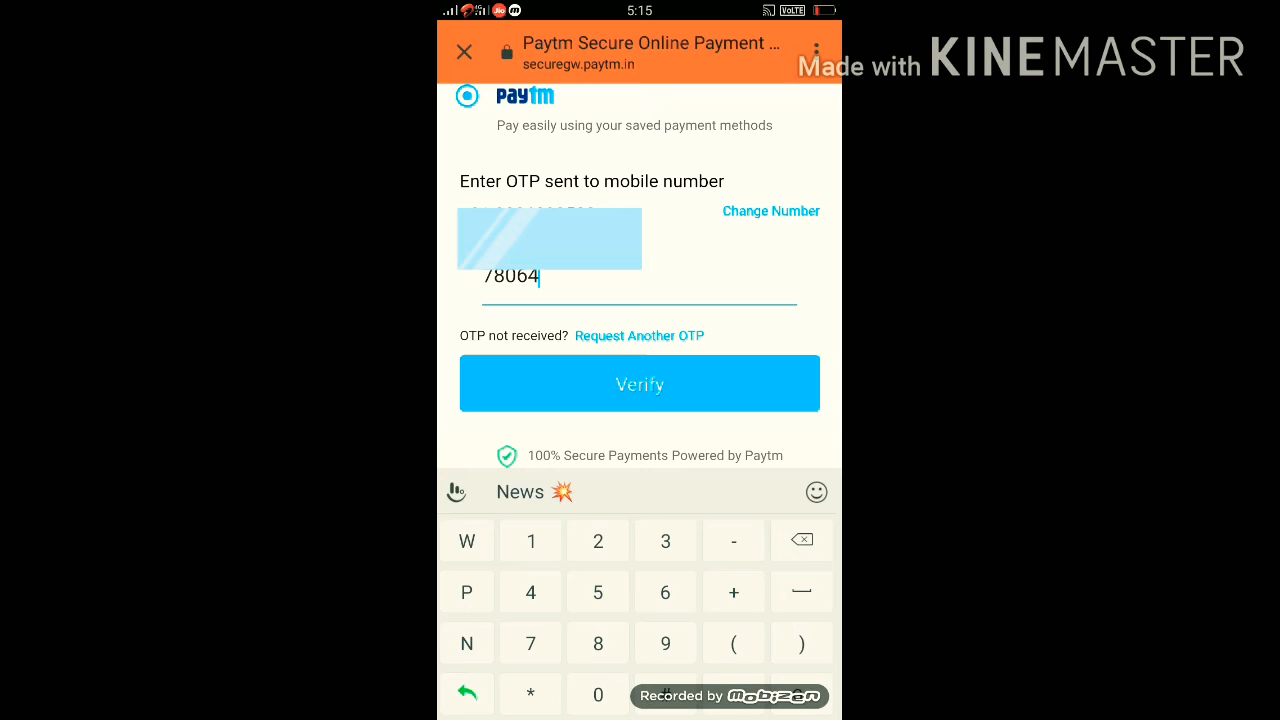 5:15
VoLTE
Paytm Secure Online Payment ...
securegw.paytm.in
Made with KINEMASTER
paytm
Pay easily using your saved payment methods
Enter OTP sent to mobile number
Change Number
78064
OTP not received? Request Another OTP
Verify
100% Secure Payments Powered by Paytm
News 💥
W 1 2 3 -
P 4 5 6 +
N 7 8 9 ( )
* 0
Recorded by mobizen